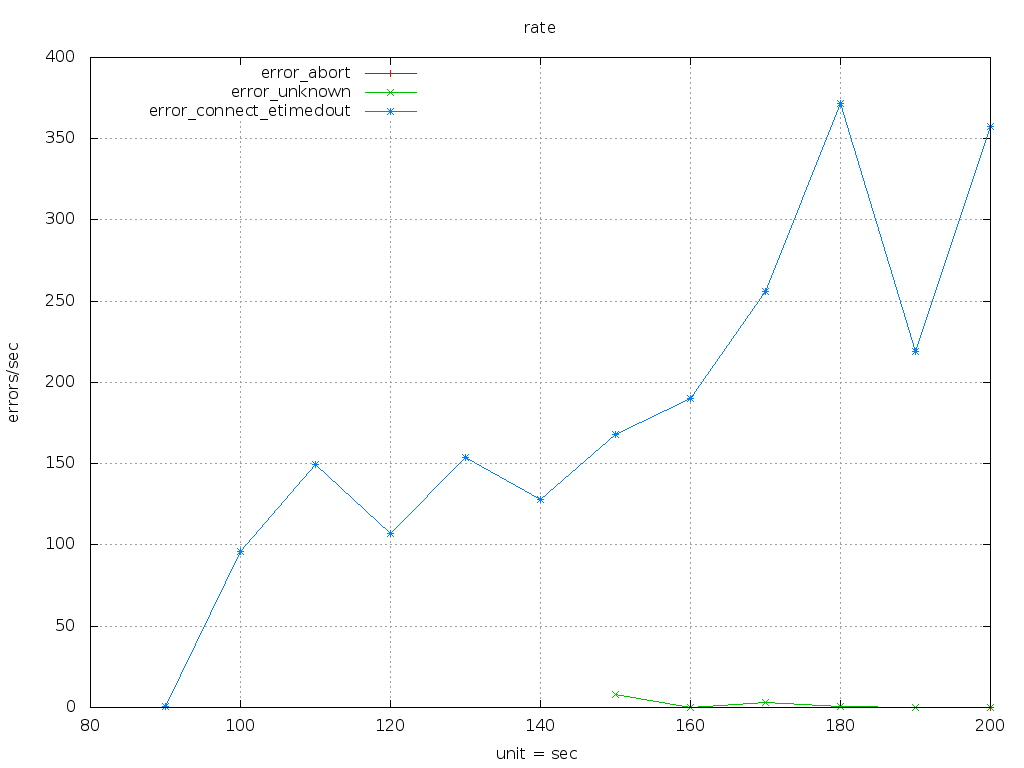 rate
400
350
300
250
200
150
100
50
0
errors/sec
error_abort
error_unknown
error_connect_etimedout
80 100 120 140 160 180 200
unit = sec